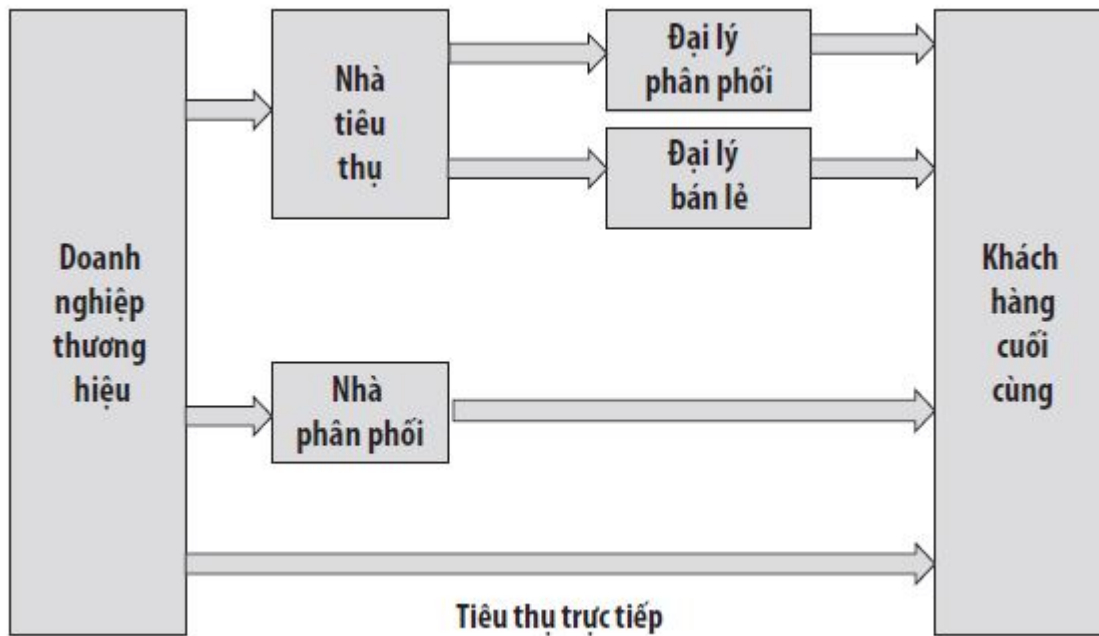 Doanh
nghiệp
thương
hiệu
Nhà
tiêu
thụ
Đại lý
phân phối
Đại lý
bán lẻ
Nhà
phân phối
Khách
hàng
cuối
cùng
Tiêu thụ trực tiếp